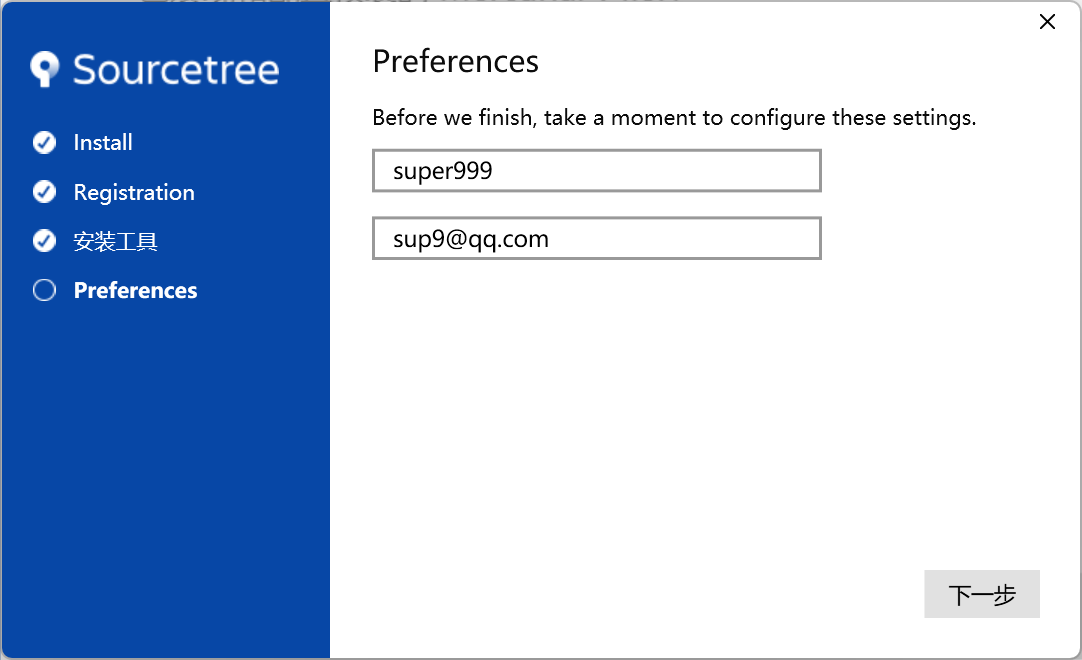 Sourcetree
Install
Registration
安装工具
Preferences
Preferences
Before we finish, take a moment to configure these settings.
super999
sup9@qq.com
下一步